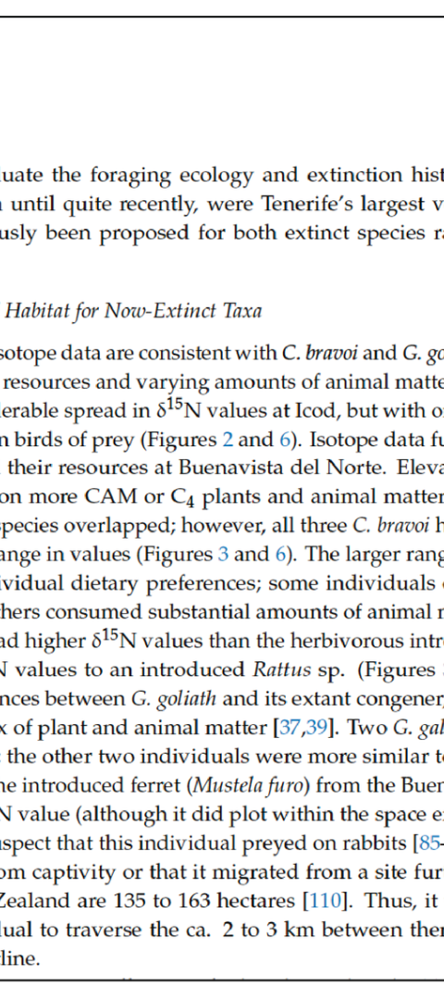 uate the foraging ecology and extinction hist
until quite recently, were Tenerife's largest v
usly been proposed for both extinct species ra
Habitat for Now-Extinct Taxa
sotope data are consistent with C. bravoi and G. go
resources and varying amounts of animal matte
lerable spread in δ¹⁵N values at Icod, but with o
n birds of prey (Figures 2 and 6). Isotope data fu
their resources at Buenavista del Norte. Eleva
on more CAM or C₄ plants and animal matter
species overlapped; however, all three C. bravoi h
ange in values (Figures 3 and 6). The larger rang
ividual dietary preferences; some individuals
thers consumed substantial amounts of animal
ad higher δ¹⁵N values than the herbivorous intr
N values to an introduced Rattus sp. (Figures
nces between G. goliath and its extant congener,
x of plant and animal matter [37,39]. Two G. gal
the other two individuals were more similar t
ne introduced ferret (Mustela furo) from the Buen
N value (although it did plot within the space e
uspect that this individual preyed on rabbits [85–
om captivity or that it migrated from a site fur
Zealand are 135 to 163 hectares [110]. Thus, it
dual to traverse the ca. 2 to 3 km between ther
tline.